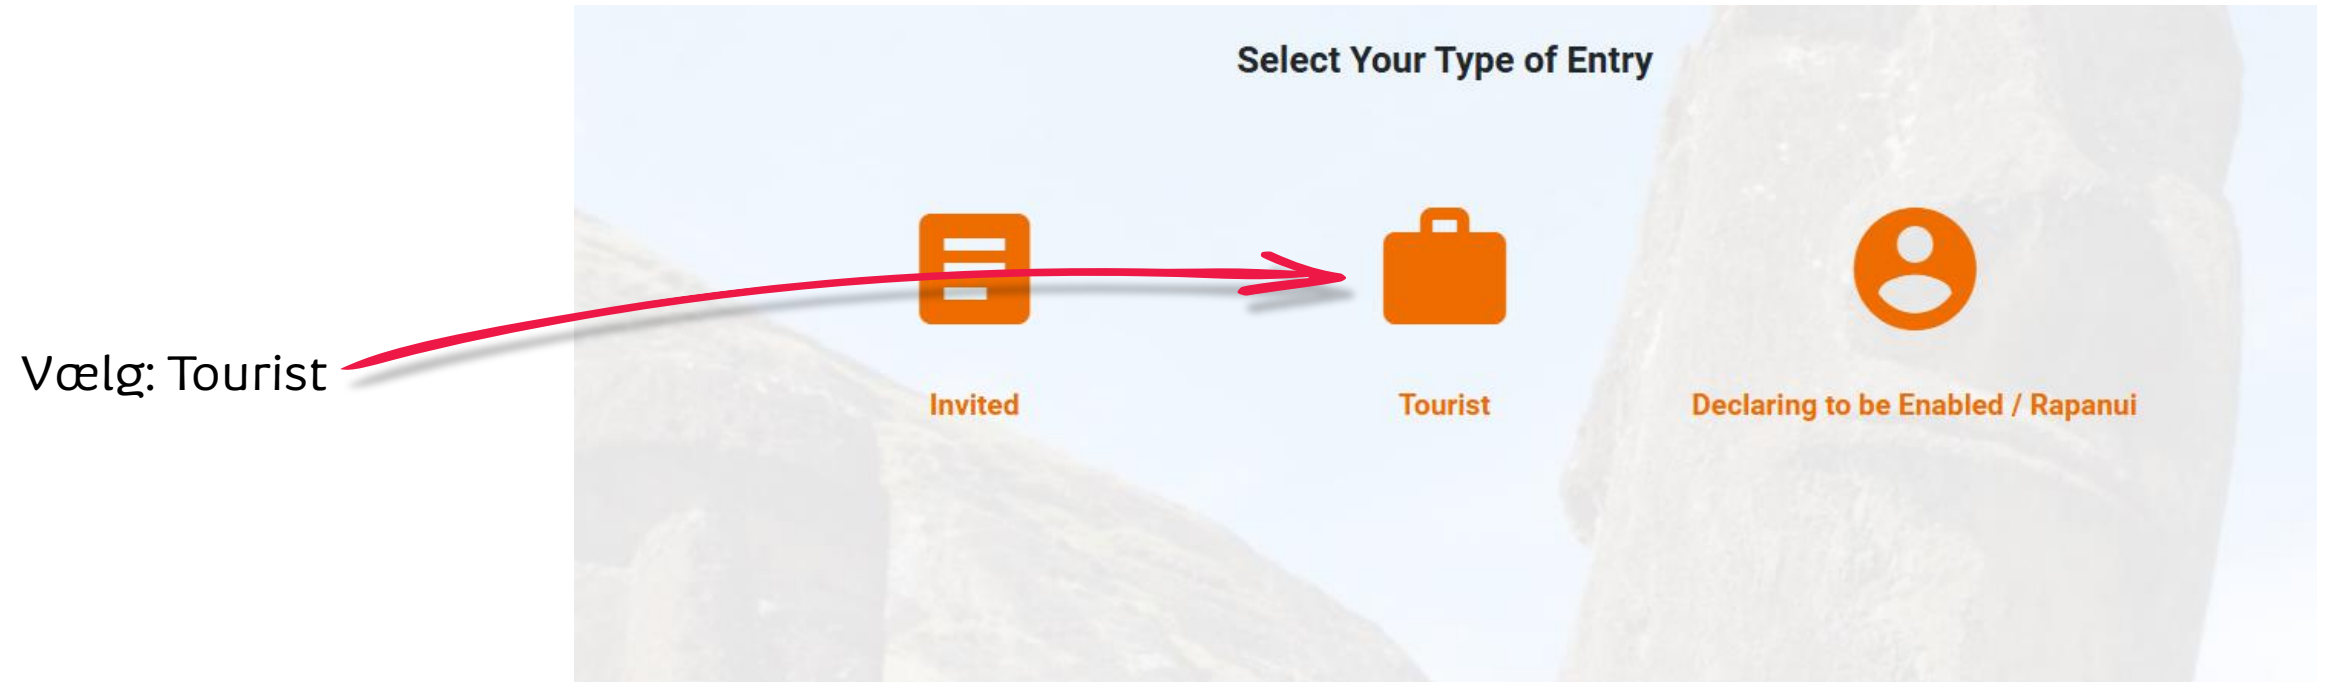 Select Your Type of Entry
Vælg: Tourist
Invited
Tourist
Declaring to be Enabled / Rapanui